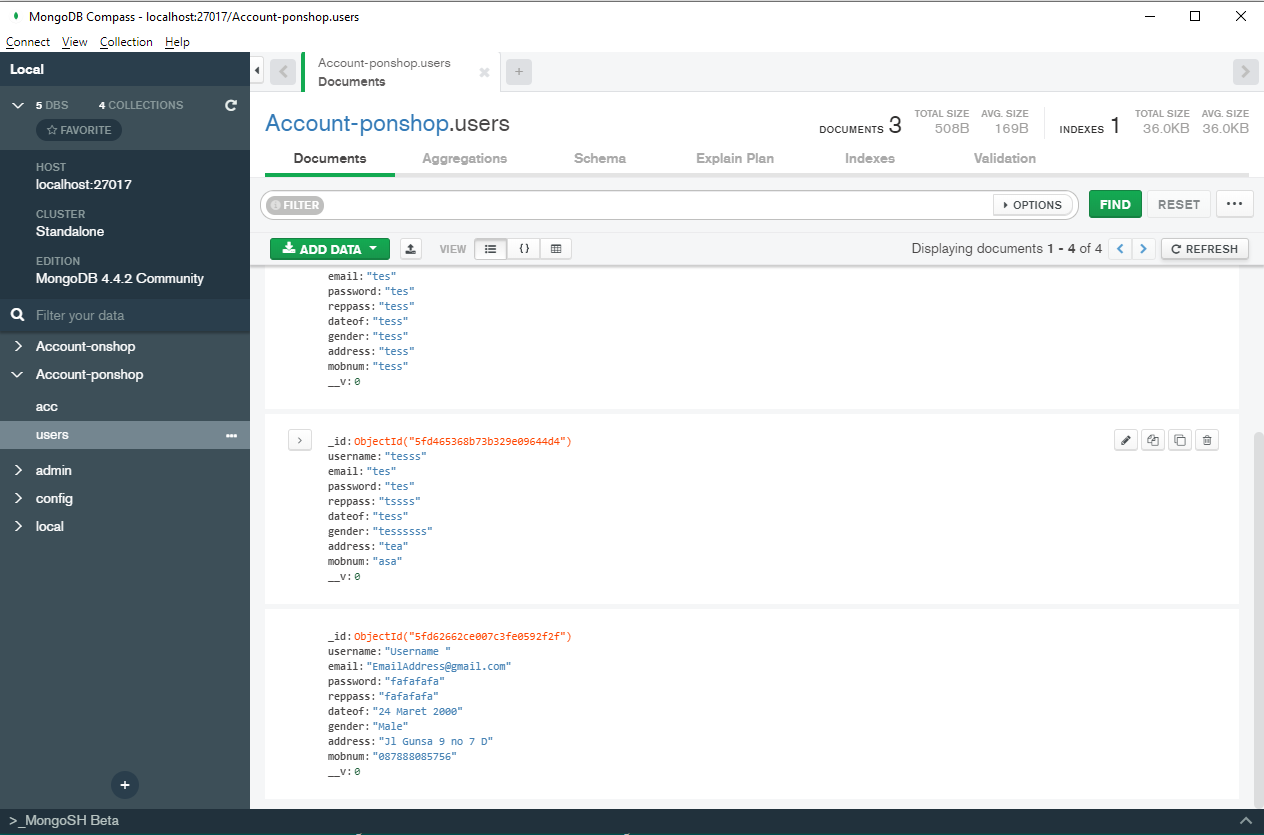 MongoDB Compass - localhost:27017/Account-ponshop.users
Connect View Collection Help
Local
5 DBS 4 COLLECTIONS
FAVORITE
HOST
localhost:27017
CLUSTER
Standalone
EDITION
MongoDB 4.4.2 Community
Filter your data
Account-onshop
Account-ponshop
acc
users
admin
config
local
Account-ponshop.users
Documents
Account-ponshop.users
DOCUMENTS 3
TOTAL SIZE
508B
AVG. SIZE
169B
INDEXES 1
TOTAL SIZE
36.0KB
AVG. SIZE
36.0KB
Documents Aggregations Schema Explain Plan Indexes Validation
FILTER OPTIONS FIND RESET
ADD DATA VIEW {} Displaying documents 1 - 4 of 4 REFRESH
email: "tes"
password: "tes"
reppass: "tess"
dateof: "tess"
gender: "tess"
address: "tess"
mobnum: "tess"
__v: 0
_id: ObjectId("5fd465368b73b329e09644d4")
username: "tesss"
email: "tes"
password: "tes"
reppass: "tssss"
dateof: "tess"
gender: "tessssss"
address: "tea"
mobnum: "asa"
__v: 0
_id: ObjectId("5fd62662ce007c3fe0592f2f")
username: "Username "
email: "EmailAddress@gmail.com"
password: "fafafafa"
reppass: "fafafafa"
dateof: "24 Maret 2000"
gender: "Male"
address: "Jl Gunsa 9 no 7 D"
mobnum: "087888085756"
__v: 0
>_MongoSH Beta